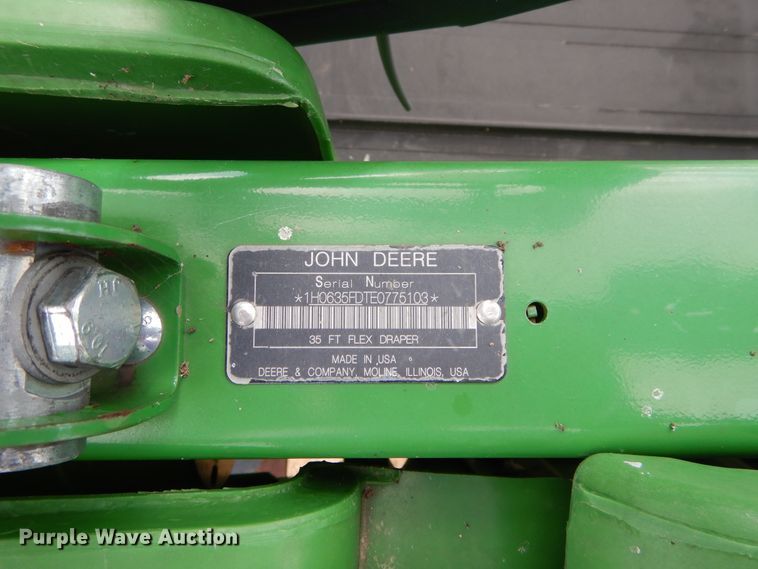 JOHN DEERE
Serial Number
*1H0635FDTE0775103*
35 FT FLEX DRAPER
MADE IN USA
DEERE & COMPANY, MOLINE, ILLINOIS, USA
Purple Wave Auction